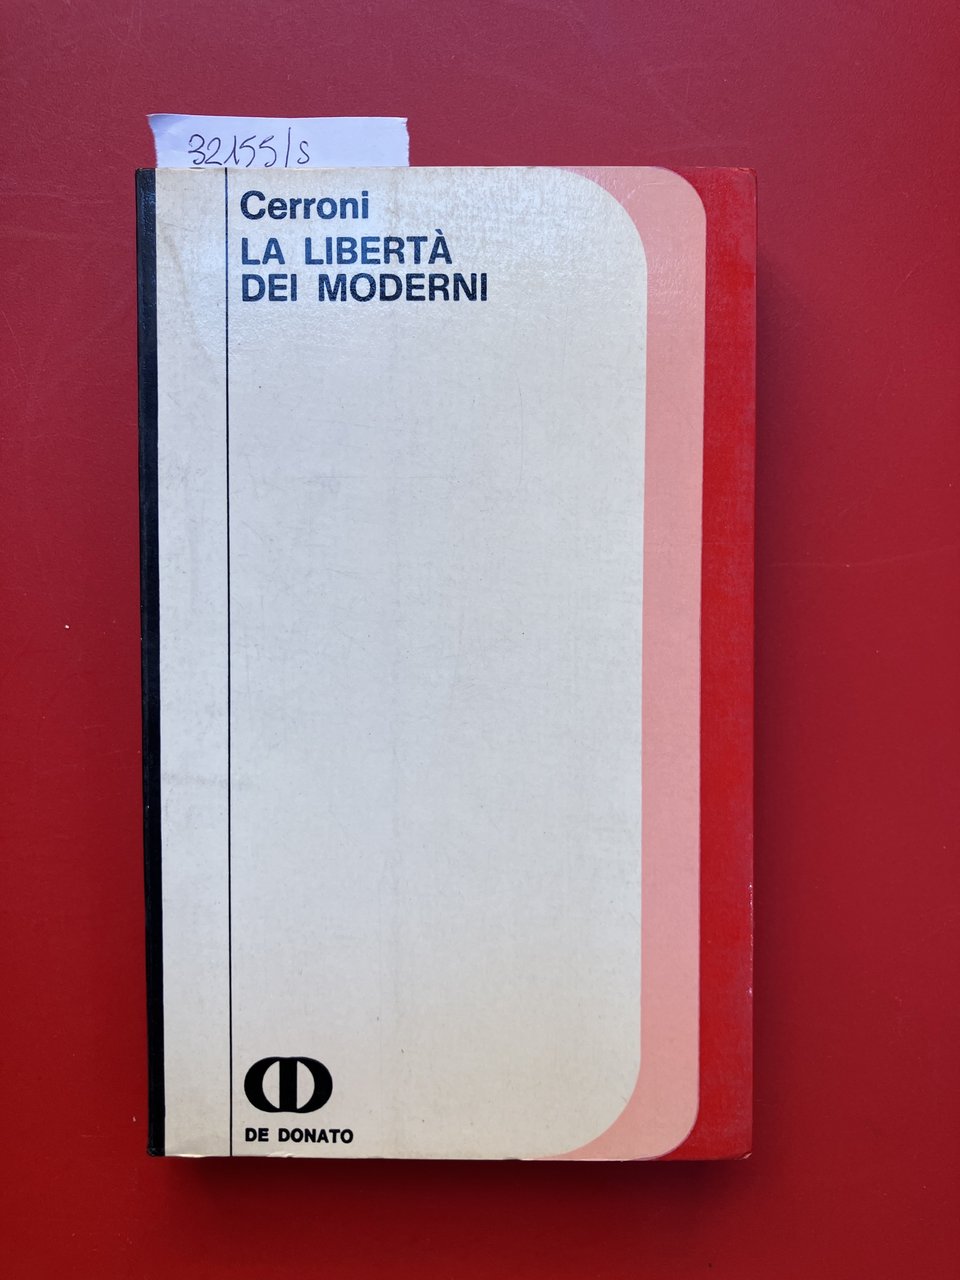 32155/s
Cerroni
LA LIBERTÀ
DEI MODERNI
DE DONATO